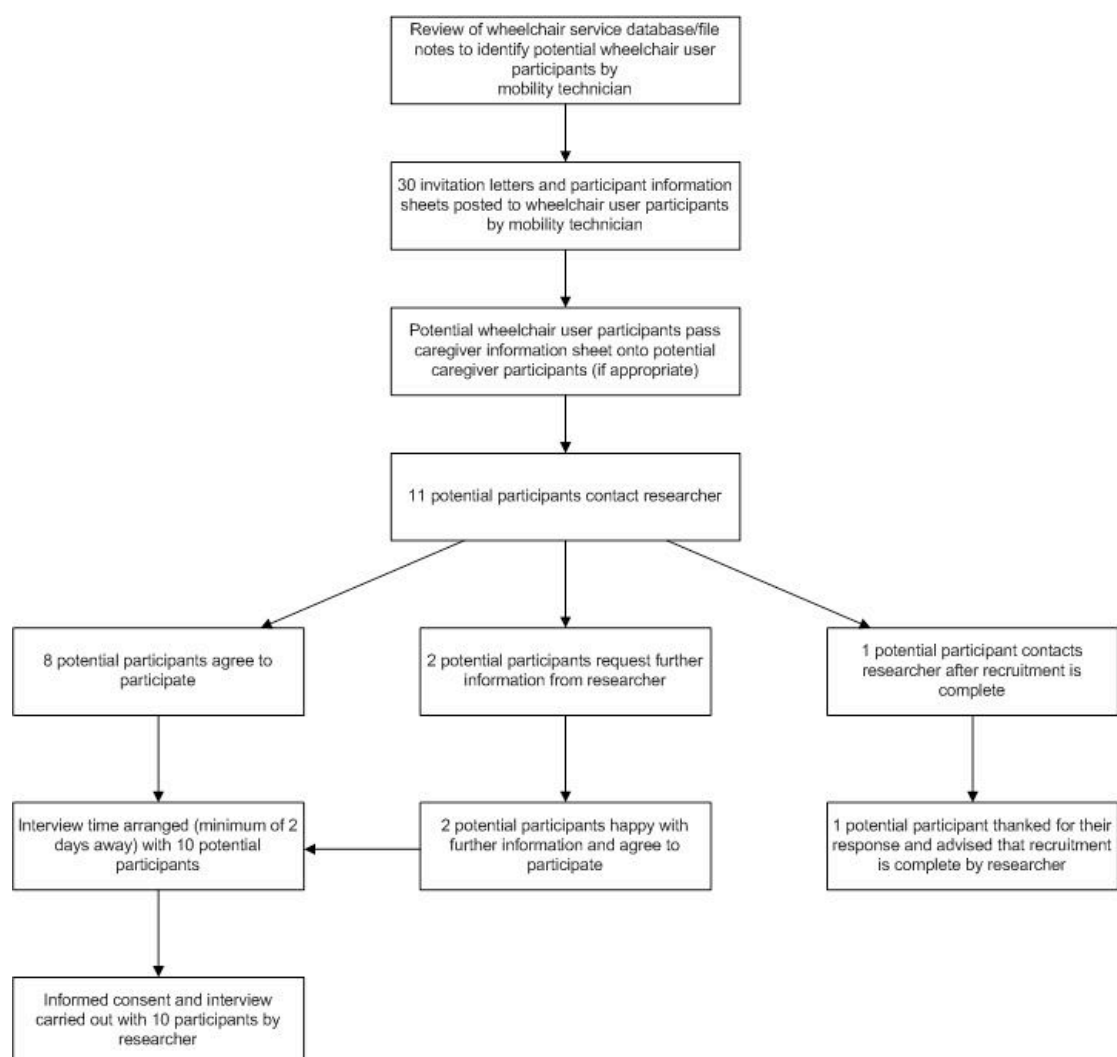 Review of wheelchair service database/file
notes to identify potential wheelchair user
participants by
mobility technician
30 invitation letters and participant information
sheets posted to wheelchair user participants
by mobility technician
Potential wheelchair user participants pass
caregiver information sheet onto potential
caregiver participants (if appropriate)
11 potential participants contact researcher
8 potential participants agree to
participate
2 potential participants request further
information from researcher
1 potential participant contacts
researcher after recruitment is
complete
Interview time arranged (minimum of 2
days away) with 10 potential
participants
2 potential participants happy with
further information and agree to
participate
1 potential participant thanked for their
response and advised that recruitment
is complete by researcher
Informed consent and interview
carried out with 10 participants by
researcher